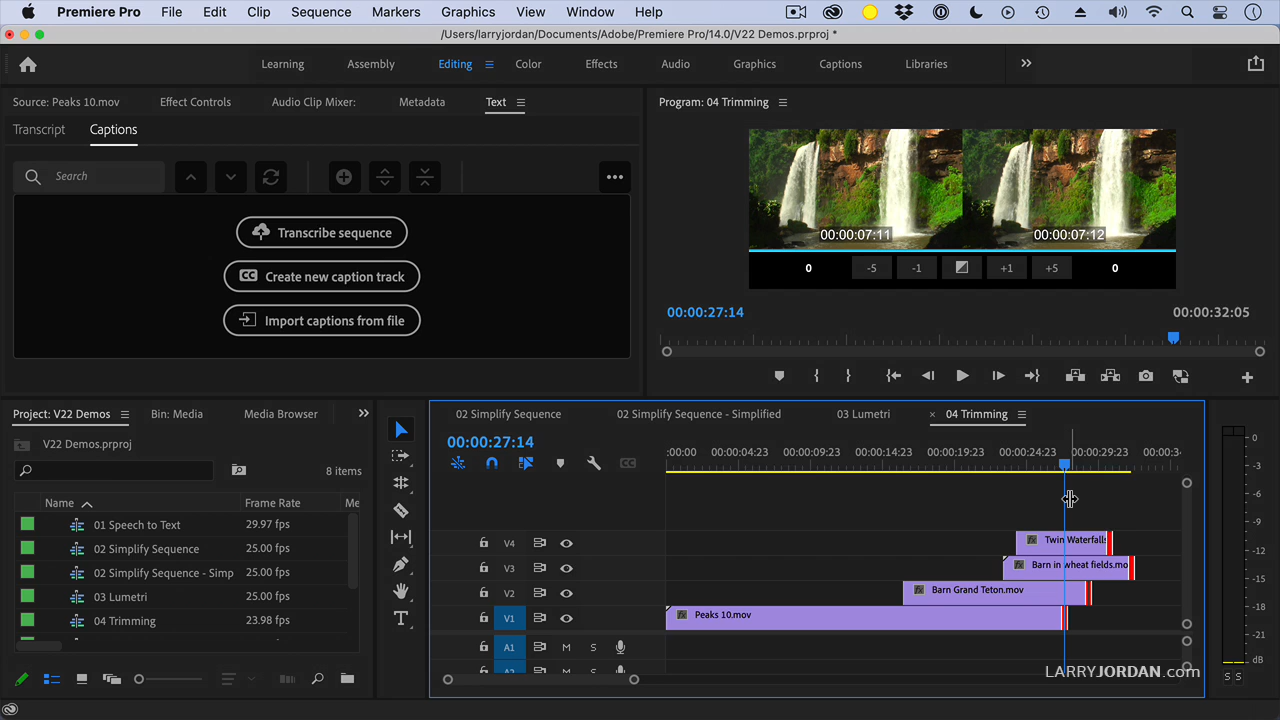 Premiere Pro File Edit Clip Sequence Markers Graphics View Window Help
/Users/larryjordan/Documents/Adobe/Premiere Pro/14.0/V22 Demos.prproj *
Learning Assembly Editing Color Effects Audio Graphics Captions Libraries
Source: Peaks 10.mov Effect Controls Audio Clip Mixer: Metadata Text
Program: 04 Trimming
Transcript Captions
Search
Transcribe sequence
CC Create new caption track
Import captions from file
00:00:07:11 00:00:07:12
0 -5 -1 +1 +5 0
00:00:27:14 00:00:32:05
Project: V22 Demos Bin: Media Media Browser
V22 Demos.prproj
8 items
Name Frame Rate Me
01 Speech to Text 29.97 fps
02 Simplify Sequence 25.00 fps
02 Simplify Sequence - Simp 25.00 fps
03 Lumetri 25.00 fps
04 Trimming 23.98 fps
T
02 Simplify Sequence 02 Simplify Sequence - Simplified 03 Lumetri × 04 Trimming
00:00:27:14
CC
:00:00 00:00:04:23 00:00:09:23 00:00:14:23 00:00:19:23 00:00:24:23 00:00:29:23 00:00:34
V4 Twin Waterfalls
V3 Barn in wheat fields.mo
V2 Barn Grand Teton.mov
V1 Peaks 10.mov
A1 M S
A2 M S
LARRYJORDAN.com
0
-3
-6
-9
-12
-15
-18
-21
dB
S S